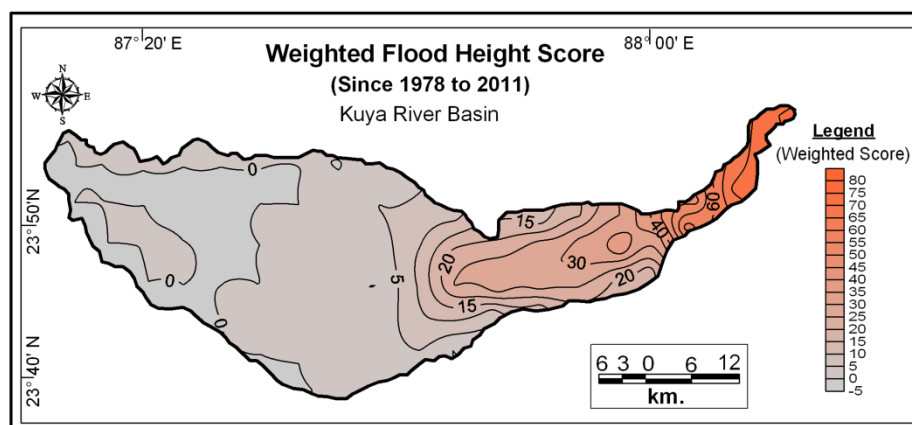 87°20' E
88°00' E
Weighted Flood Height Score
(Since 1978 to 2011)
Kuya River Basin
N
W E
S
23°50' N
23°40' N
0
0
0
5
15
20
15
30
20
40
60
Legend
(Weighted Score)
80
75
70
65
60
55
50
45
40
35
30
25
20
15
10
5
0
-5
6 3 0 6 12
km.